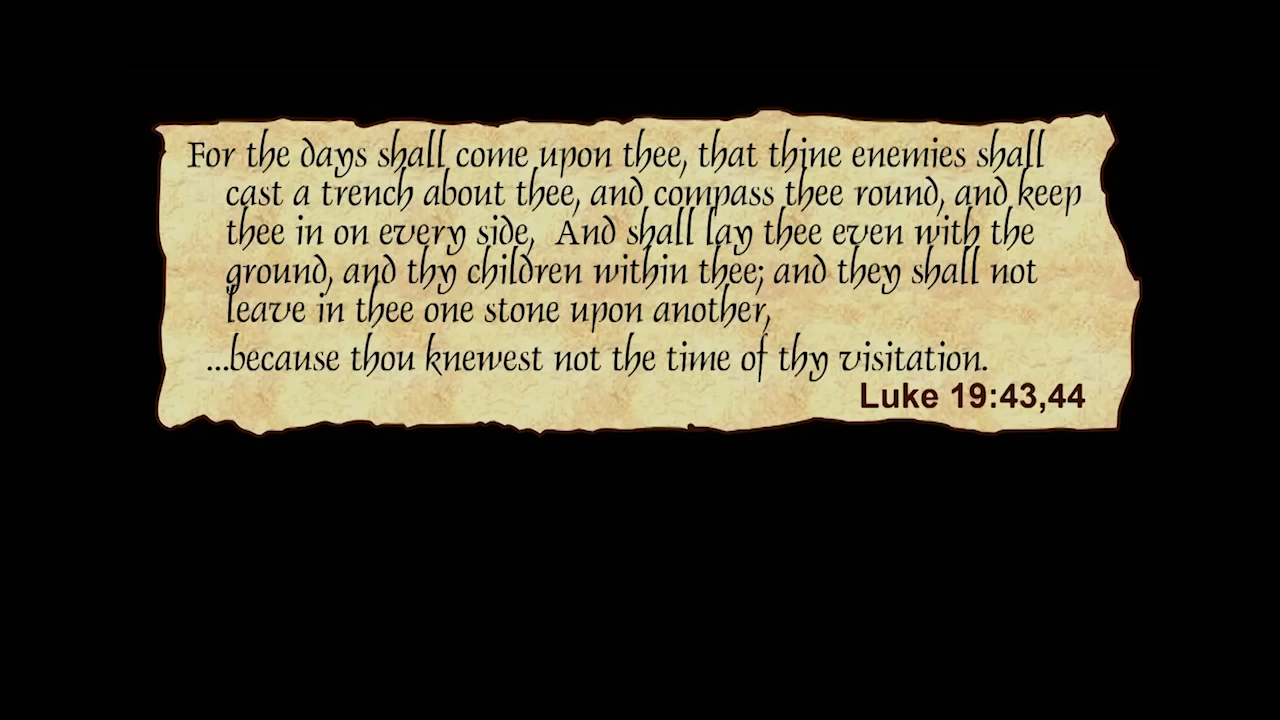 For the days shall come upon thee, that thine enemies shall
cast a trench about thee, and compass thee round, and keep
thee in on every side, And shall lay thee even with the
ground, and thy children within thee; and they shall not
leave in thee one stone upon another,
...because thou knewest not the time of thy visitation.
Luke 19:43,44